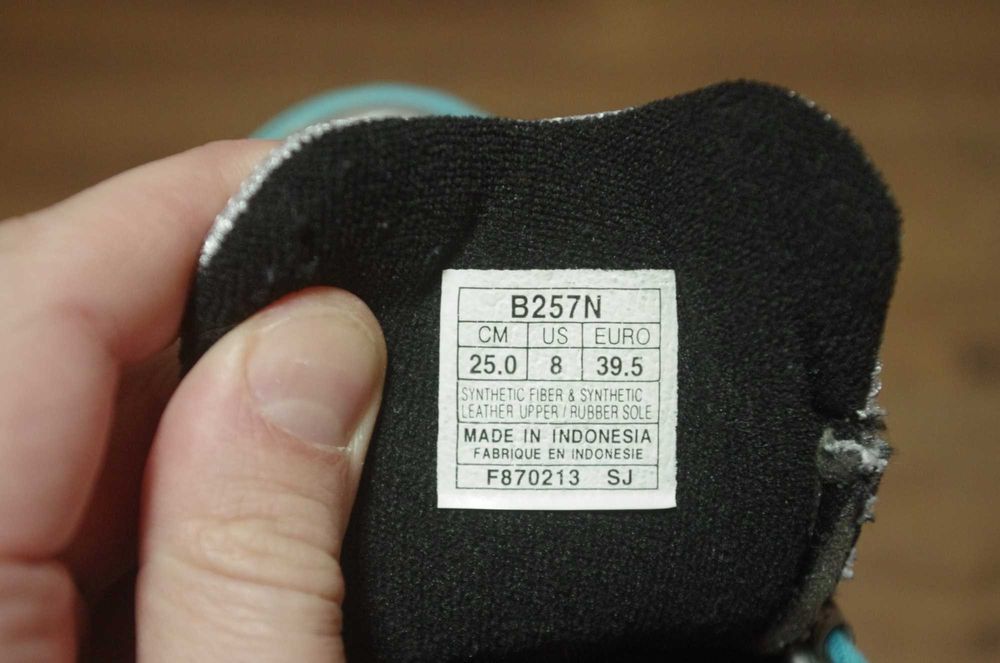 B257N
CM US EURO
25.0 8 39.5
SYNTHETIC FIBER & SYNTHETIC
LEATHER UPPER / RUBBER SOLE
MADE IN INDONESIA
FABRIQUE EN INDONESIE
F870213 SJ